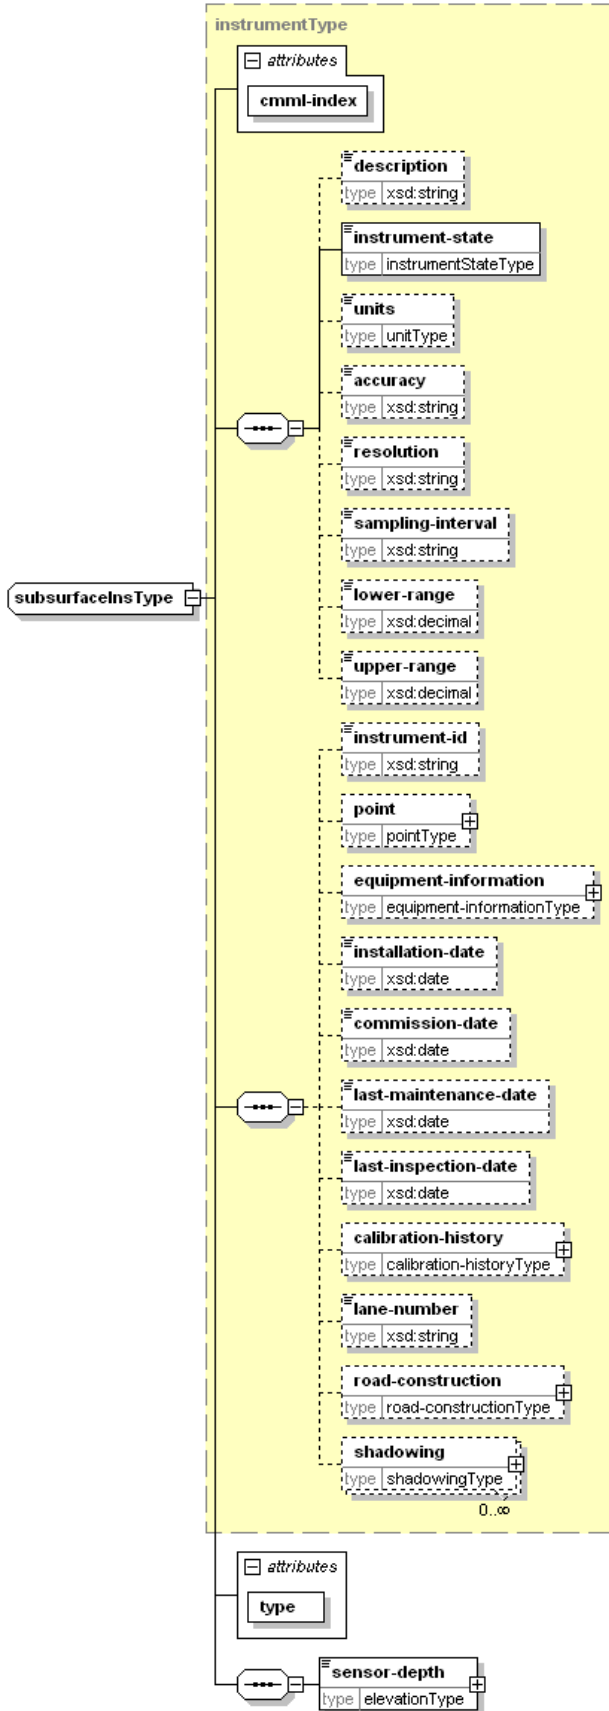 instrumentType
attributes
cmml-index
description
type xsd:string
instrument-state
type instrumentStateType
units
type unitType
accuracy
type xsd:string
resolution
type xsd:string
sampling-interval
type xsd:string
subsurfaceInsType
lower-range
type xsd:decimal
upper-range
type xsd:decimal
instrument-id
type xsd:string
point
type pointType
equipment-information
type equipment-informationType
installation-date
type xsd:date
commission-date
type xsd:date
last-maintenance-date
type xsd:date
last-inspection-date
type xsd:date
calibration-history
type calibration-historyType
lane-number
type xsd:string
road-construction
type road-constructionType
shadowing
type shadowingType
0..∞
attributes
type
sensor-depth
type elevationType